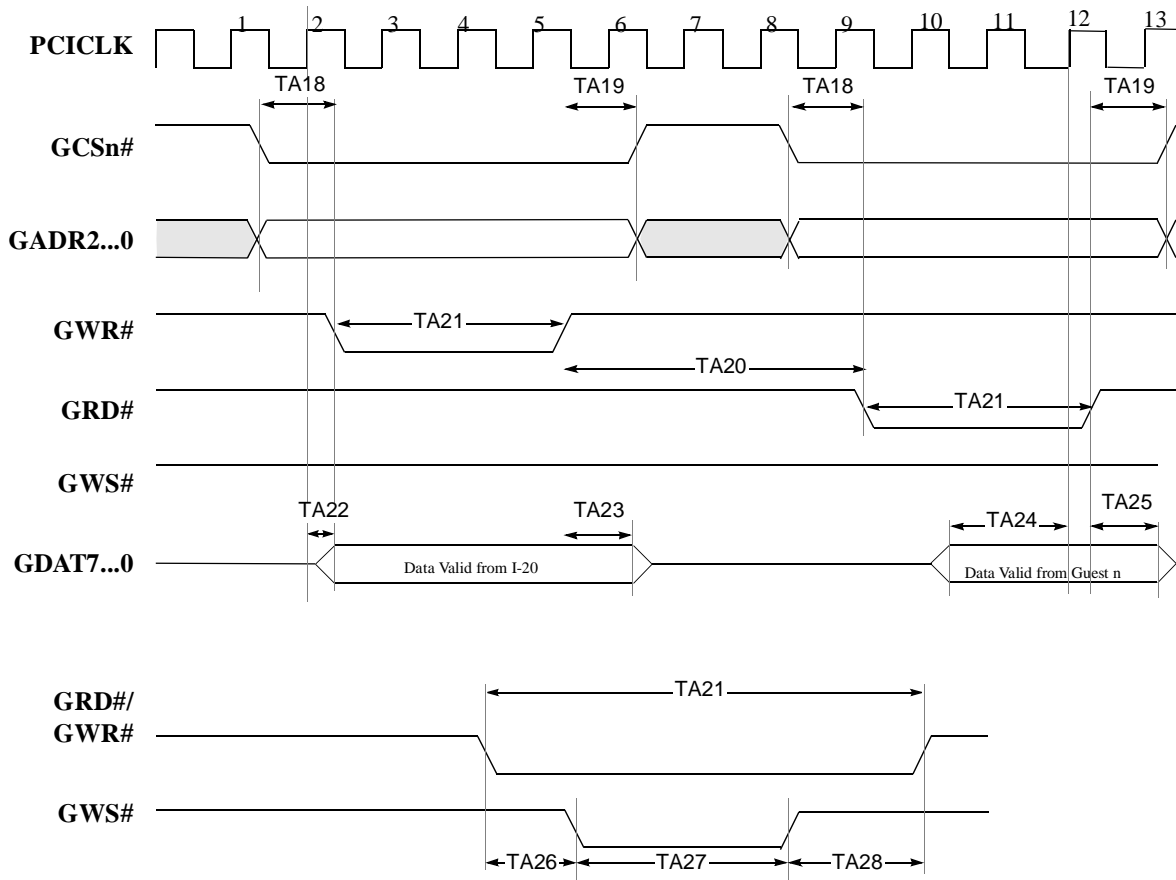 1 2 3 4 5 6 7 8 9 10 11 12 13
PCICLK
TA18 TA19 TA18 TA19
GCSn#
GADR2...0
GWR# TA21
TA20
GRD# TA21
GWS#
TA22 TA23 TA24 TA25
GDAT7...0 Data Valid from I-20 Data Valid from Guest n
GRD#/ TA21
GWR#
GWS#
TA26 TA27 TA28